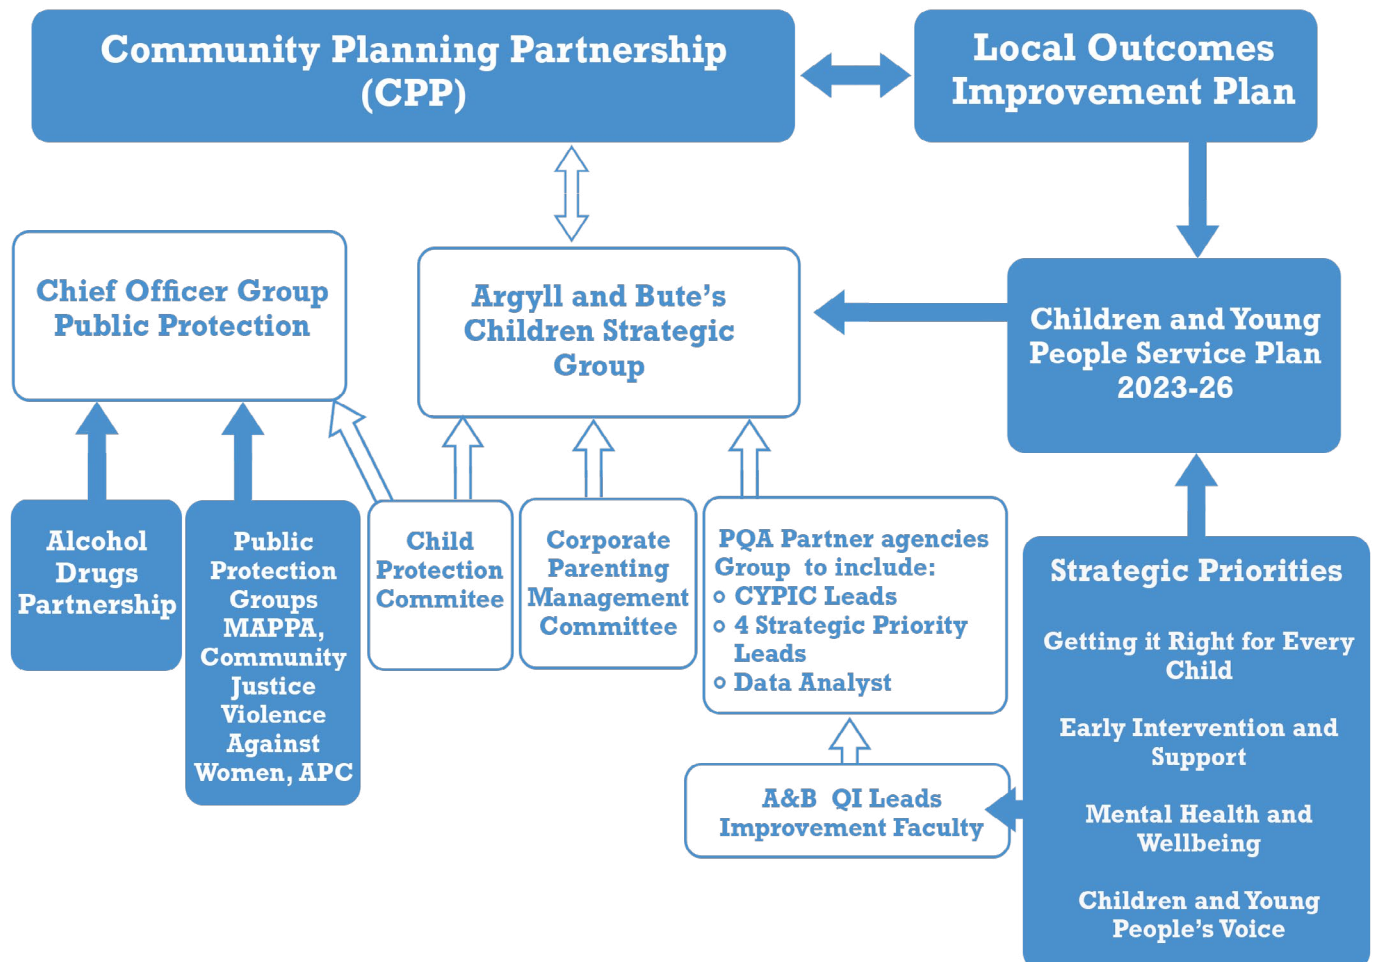 Community Planning Partnership
(CPP)
Local Outcomes
Improvement Plan
Chief Officer Group
Public Protection
Argyll and Bute's
Children Strategic
Group
Children and Young
People Service Plan
2023-26
Alcohol
Drugs
Partnership
Public
Protection
Groups
MAPPA,
Community
Justice
Violence
Against
Women, APC
Child
Protection
Commitee
Corporate
Parenting
Management
Committee
PQA Partner agencies
Group to include:
CYPIC Leads
4 Strategic Priority
Leads
Data Analyst
A&B QI Leads
Improvement Faculty
Strategic Priorities
Getting it Right for Every
Child
Early Intervention and
Support
Mental Health and
Wellbeing
Children and Young
People's Voice